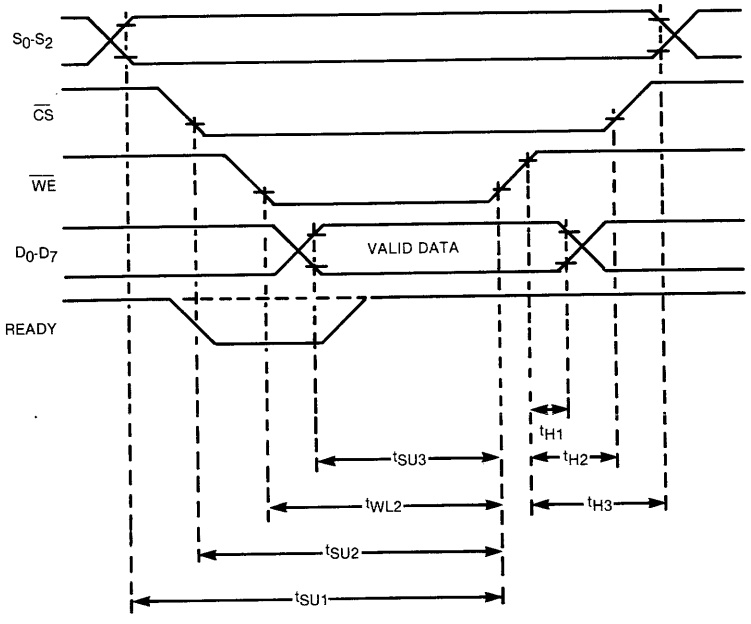 S0-S2
CS
WE
D0-D7
VALID DATA
READY
tH1
tSU3
tH2
tWL2
tH3
tSU2
tSU1